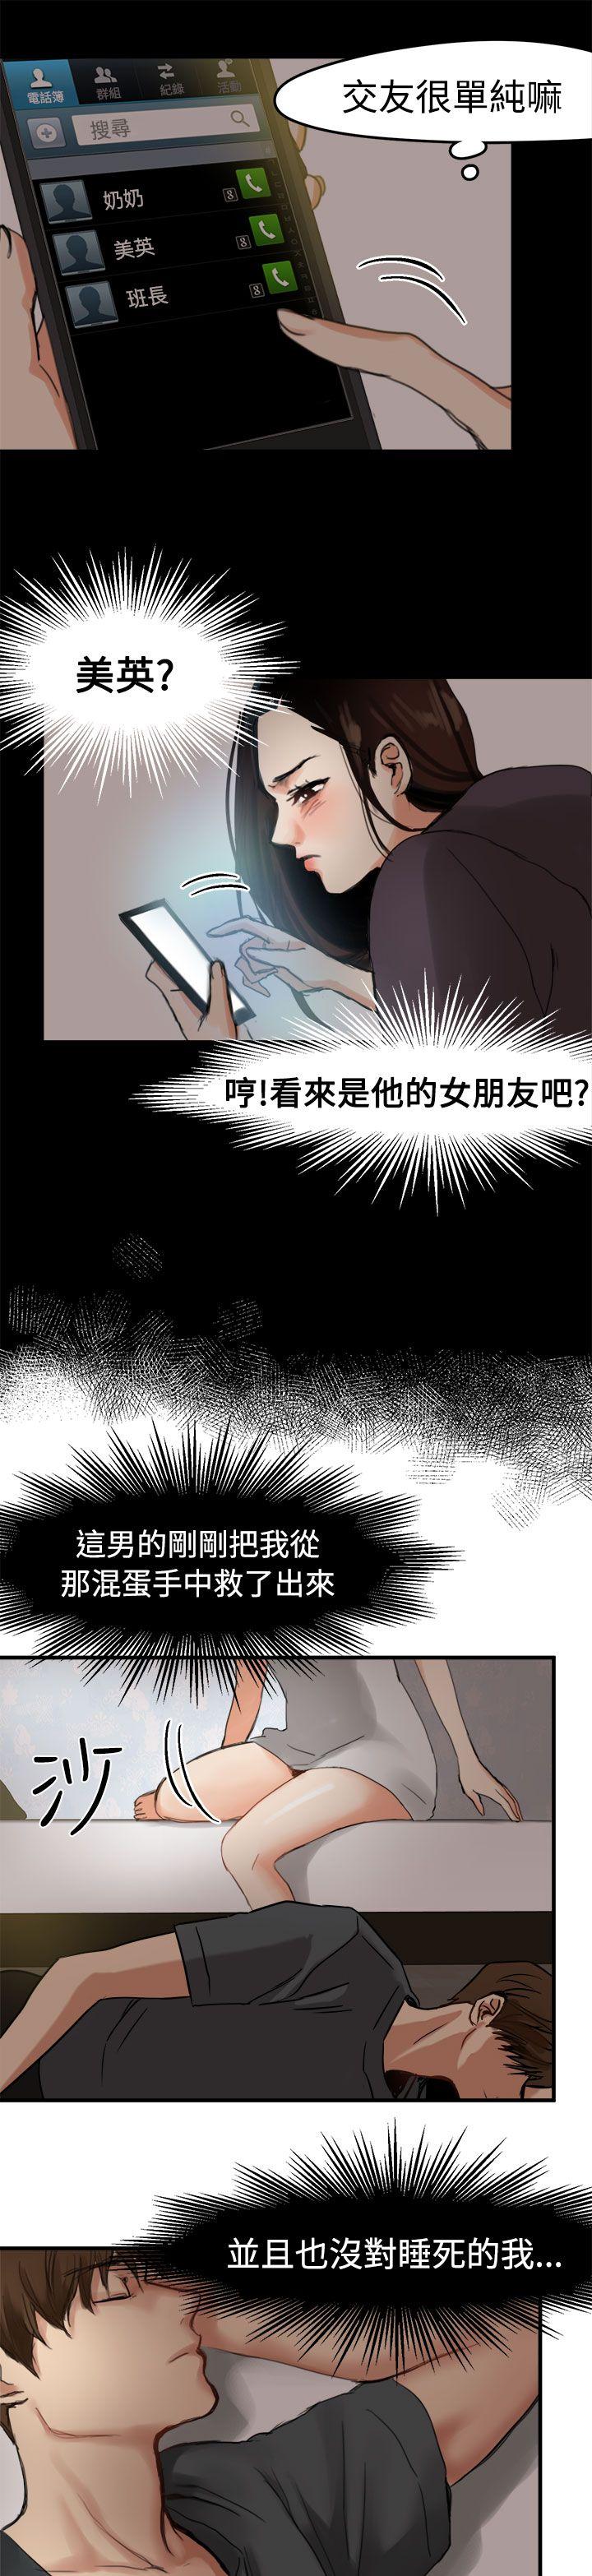 交友很單純嘛
電話簿
群組
紀錄
活動
搜尋
奶奶
美英
班長
美英?
哼!看來是他的女朋友吧?
這男的剛剛把我從
那混蛋手中救了出來
沙
並且也沒對睡死的我...